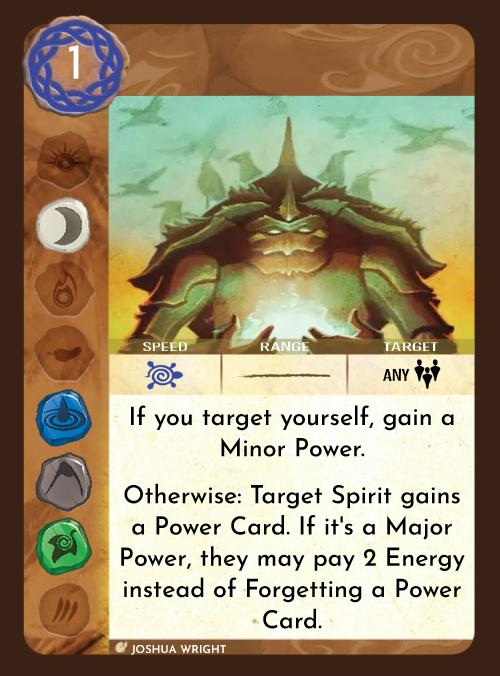 1
SPEED RANGE TARGET
ANY
If you target yourself, gain a
Minor Power.
Otherwise: Target Spirit gains
a Power Card. If it's a Major
Power, they may pay 2 Energy
instead of Forgetting a Power
Card.
JOSHUA WRIGHT